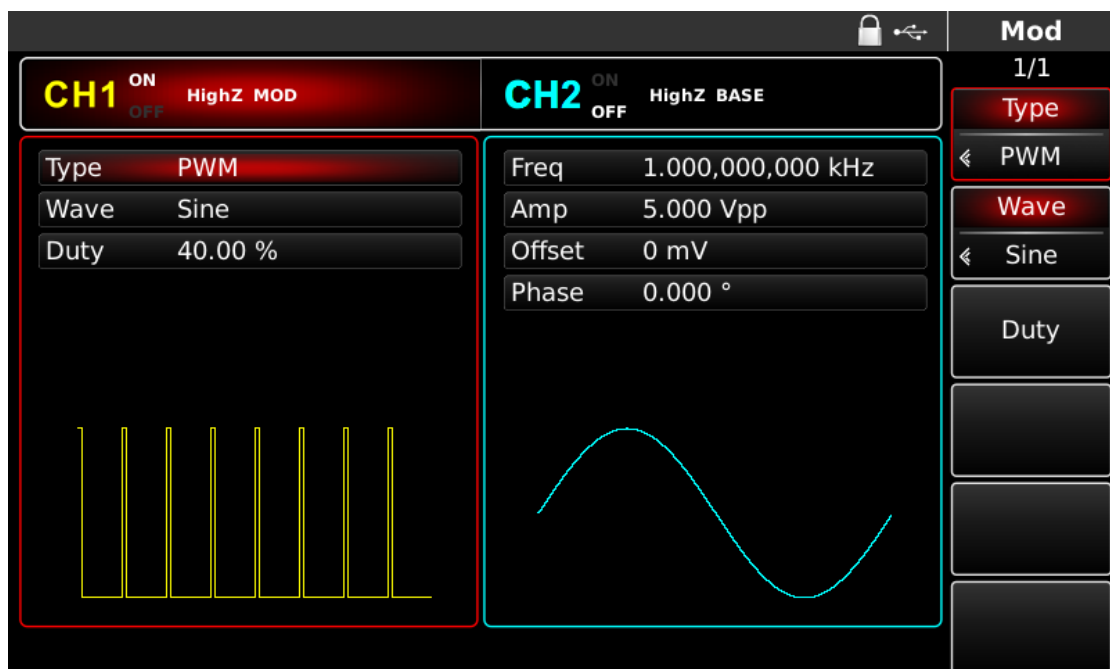 Mod
1/1
CH1 ON OFF HighZ MOD
CH2 ON OFF HighZ BASE
Type PWM
Wave Sine
Duty 40.00 %
Freq 1.000,000,000 kHz
Amp 5.000 Vpp
Offset 0 mV
Phase 0.000 °
Type
PWM
Wave
Sine
Duty